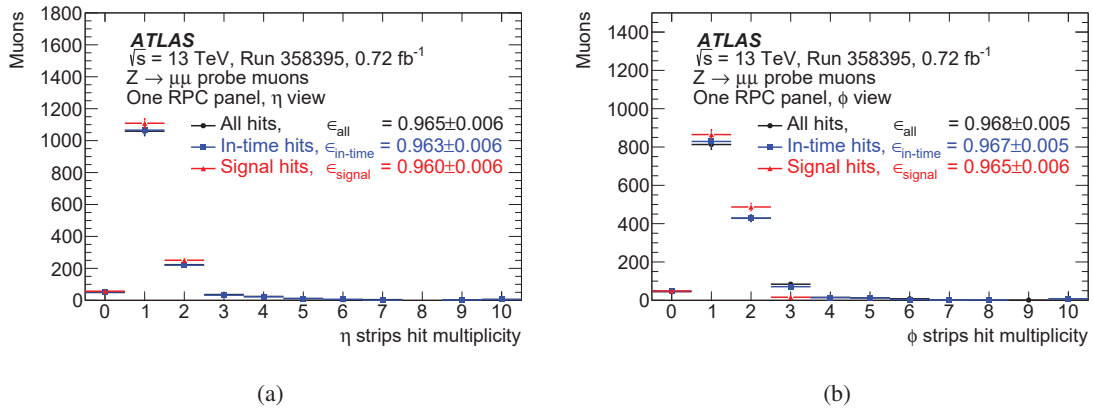 Muons
1800
1600
1400
1200
1000
800
600
400
200
0
ATLAS
√s = 13 TeV, Run 358395, 0.72 fb⁻¹
Z → μμ probe muons
One RPC panel, η view
All hits, ϵall = 0.965±0.006
In-time hits, ϵin-time = 0.963±0.006
Signal hits, ϵsignal = 0.960±0.006
0 1 2 3 4 5 6 7 8 9 10
η strips hit multiplicity
(a)
Muons
1400
1200
1000
800
600
400
200
0
ATLAS
√s = 13 TeV, Run 358395, 0.72 fb⁻¹
Z → μμ probe muons
One RPC panel, ϕ view
All hits, ϵall = 0.968±0.005
In-time hits, ϵin-time = 0.967±0.005
Signal hits, ϵsignal = 0.965±0.006
0 1 2 3 4 5 6 7 8 9 10
ϕ strips hit multiplicity
(b)